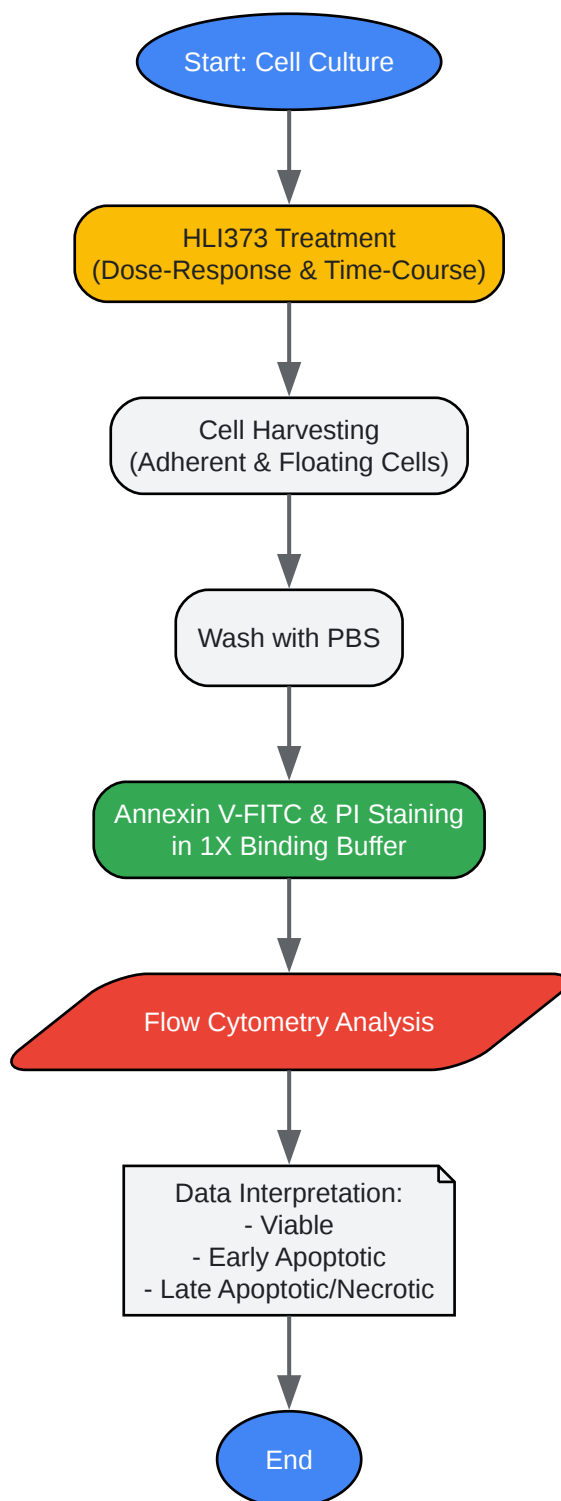 Start: Cell Culture
HLI373 Treatment
(Dose-Response & Time-Course)
Cell Harvesting
(Adherent & Floating Cells)
Wash with PBS
Annexin V-FITC & PI Staining
in 1X Binding Buffer
Flow Cytometry Analysis
Data Interpretation:
- Viable
- Early Apoptotic
- Late Apoptotic/Necrotic
End